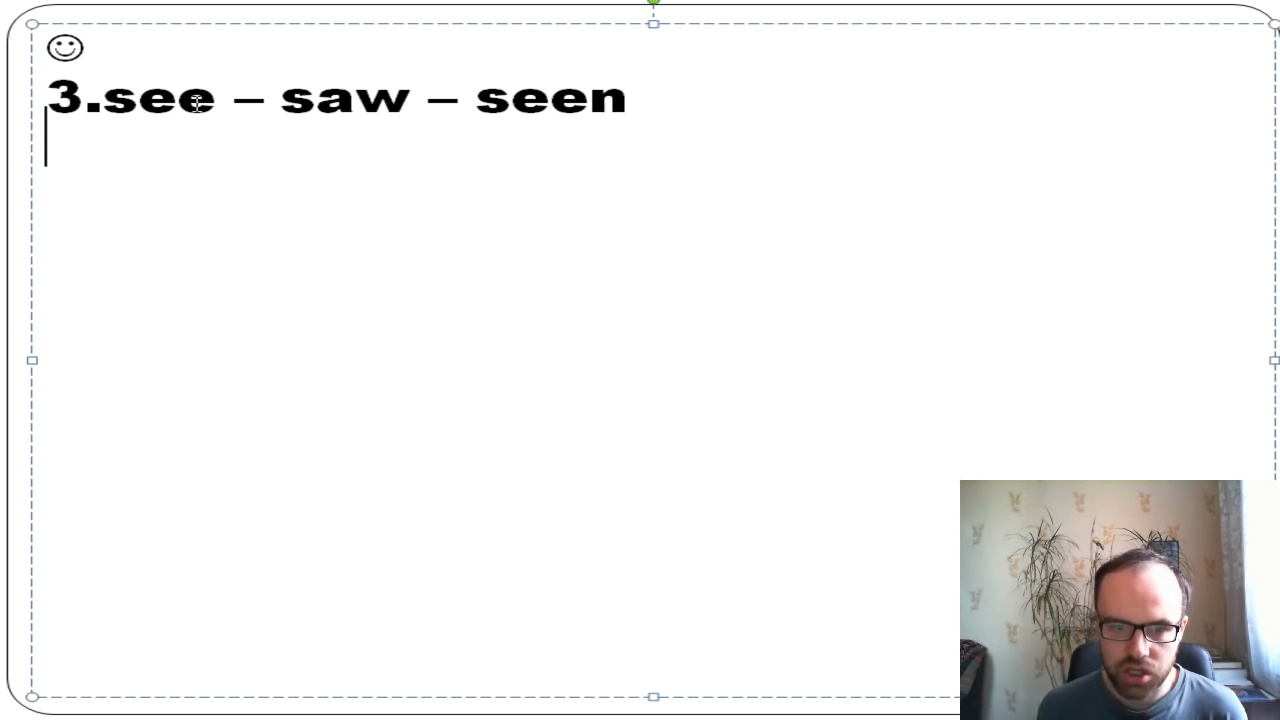 3.see – saw – seen